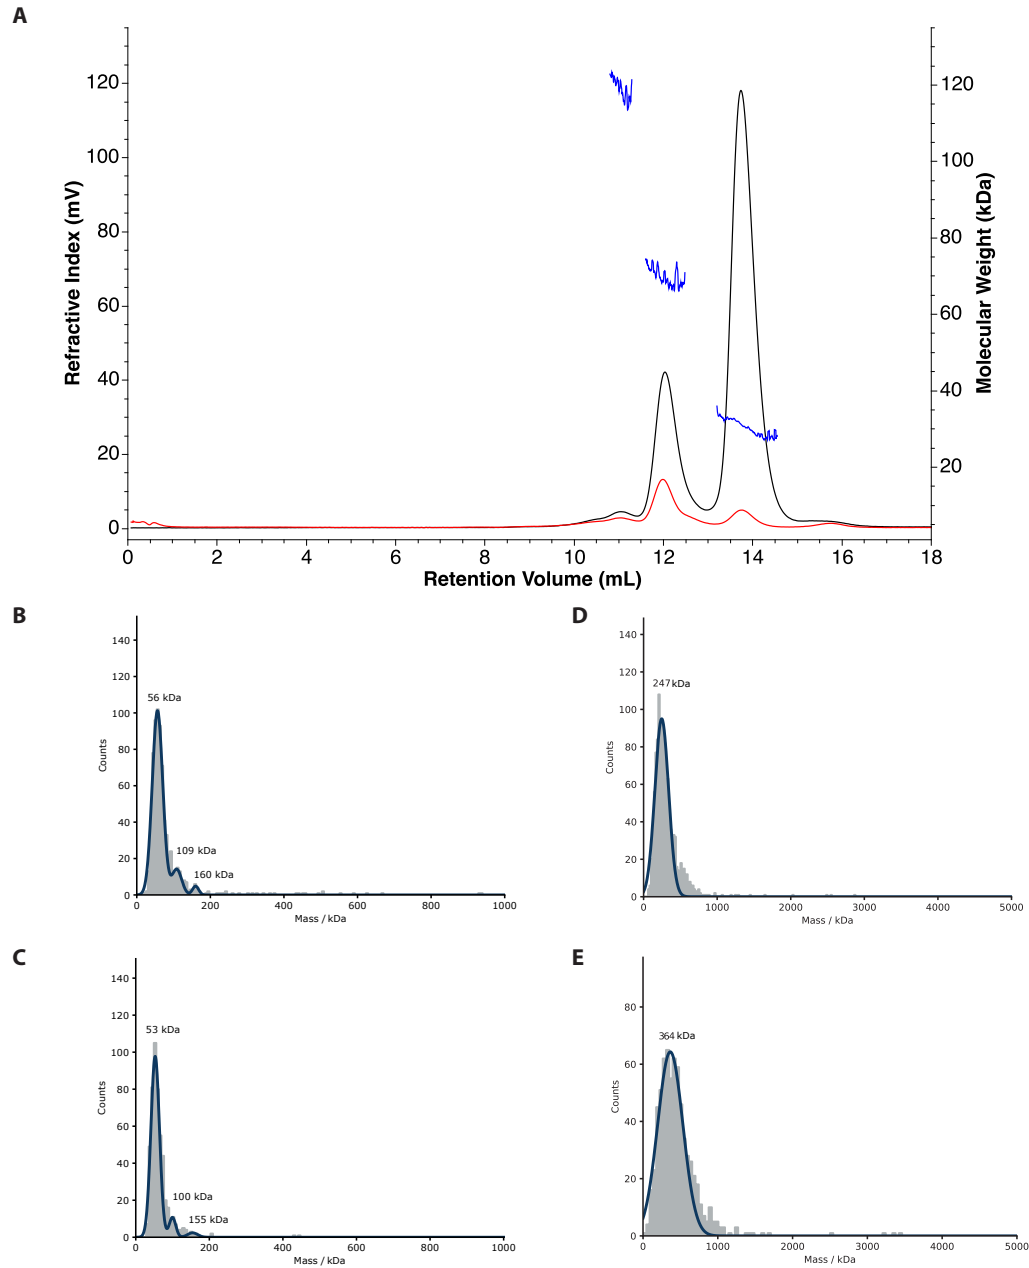 A
120
100
80
60
40
20
0
Refractive Index (mV)
120
100
80
60
40
20
Molecular Weight (kDa)
0 2 4 6 8 10 12 14 16 18
Retention Volume (mL)
B
140
120
100
80
60
40
20
0
Counts
56 kDa
109 kDa
160 kDa
0 200 400 600 800 1000
Mass / kDa
D
140
120
100
80
60
40
20
0
Counts
247 kDa
0 1000 2000 3000 4000 5000
Mass / kDa
C
140
120
100
80
60
40
20
0
Counts
53 kDa
100 kDa
155 kDa
0 200 400 600 800 1000
Mass / kDa
E
80
60
40
20
0
Counts
364 kDa
0 1000 2000 3000 4000 5000
Mass / kDa